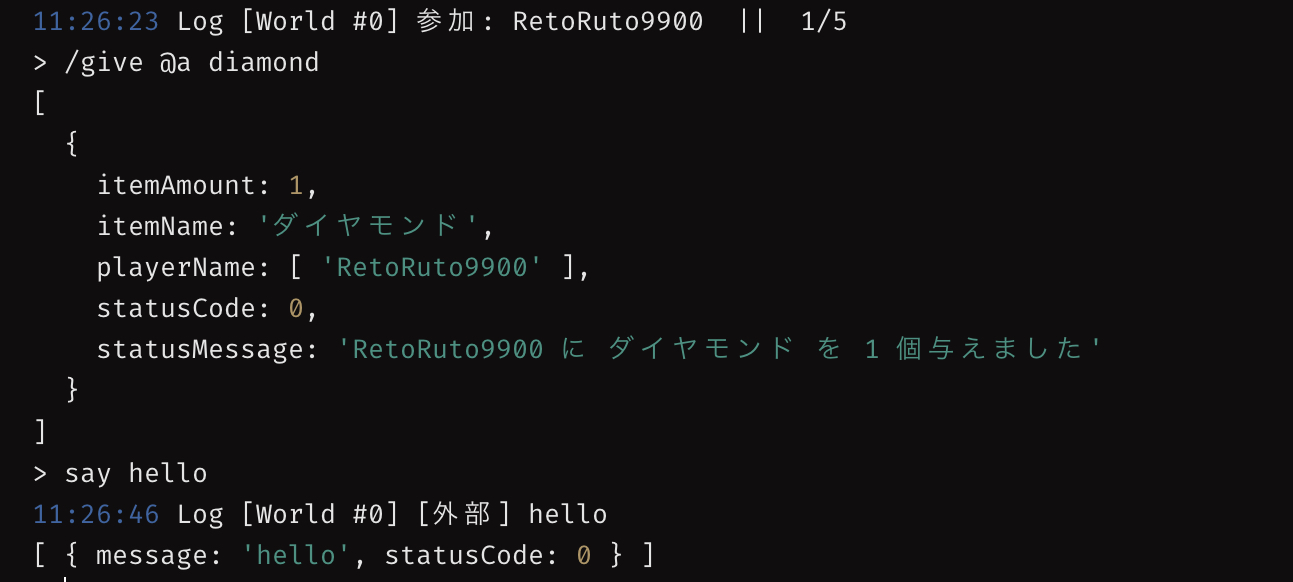 11:26:23 Log [World #0] 参加: RetoRuto9900  ||  1/5
> /give @a diamond
[
  {
    itemAmount: 1,
    itemName: 'ダイヤモンド',
    playerName: [ 'RetoRuto9900' ],
    statusCode: 0,
    statusMessage: 'RetoRuto9900 に ダイヤモンド を 1 個与えました'
  }
]
> say hello
11:26:46 Log [World #0] [外部] hello
[ { message: 'hello', statusCode: 0 } ]